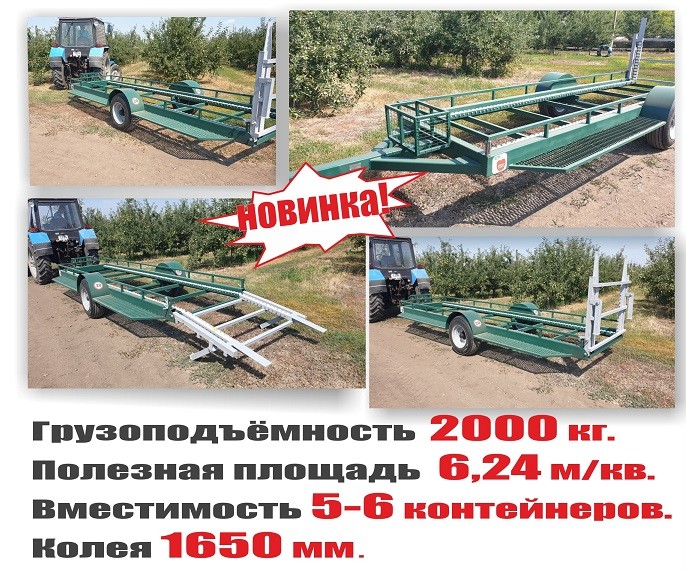 НОВИНКА!
Грузоподъёмность 2000 кг.
Полезная площадь 6,24 м/кв.
Вместимость 5-6 контейнеров.
Колея 1650 мм.